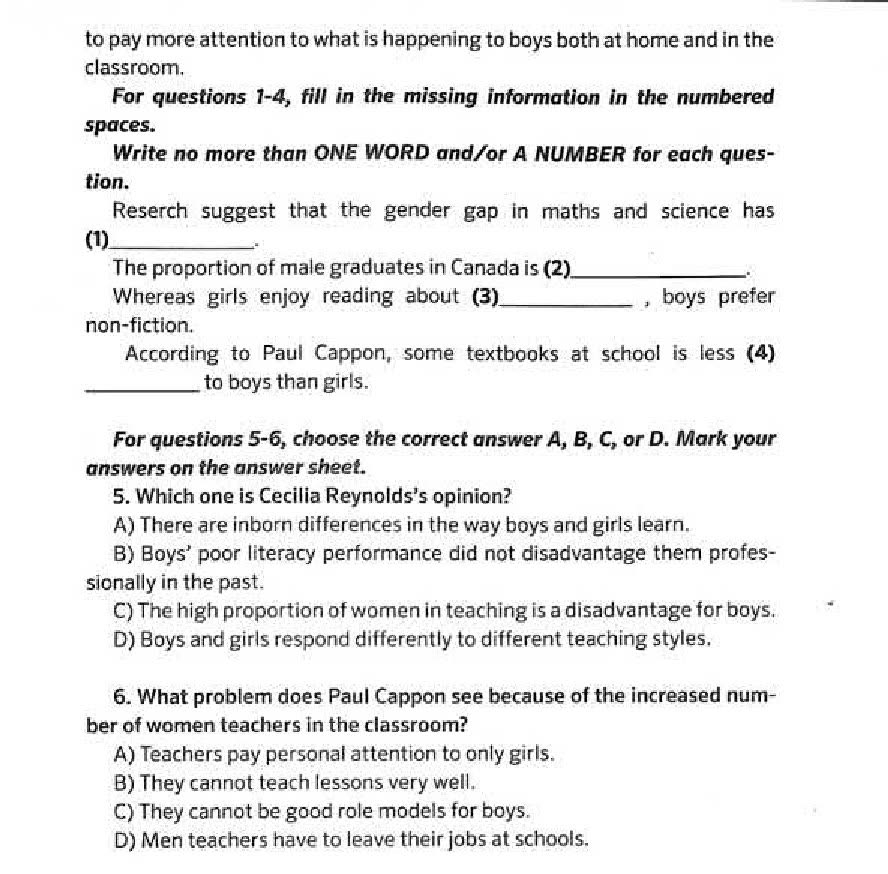 to pay more attention to what is happening to boys both at home and in the
classroom.
For questions 1-4, fill in the missing information in the numbered
spaces.
Write no more than ONE WORD and/or A NUMBER for each ques-
tion.
Reserch suggest that the gender gap in maths and science has
(1)____________.
The proportion of male graduates in Canada is (2)______________.
Whereas girls enjoy reading about (3)___________ , boys prefer
non-fiction.
According to Paul Cappon, some textbooks at school is less (4)
__________ to boys than girls.
For questions 5-6, choose the correct answer A, B, C, or D. Mark your
answers on the answer sheet.
5. Which one is Cecilia Reynolds's opinion?
A) There are inborn differences in the way boys and girls learn.
B) Boys' poor literacy performance did not disadvantage them profes-
sionally in the past.
C) The high proportion of women in teaching is a disadvantage for boys.
D) Boys and girls respond differently to different teaching styles.
6. What problem does Paul Cappon see because of the increased num-
ber of women teachers in the classroom?
A) Teachers pay personal attention to only girls.
B) They cannot teach lessons very well.
C) They cannot be good role models for boys.
D) Men teachers have to leave their jobs at schools.